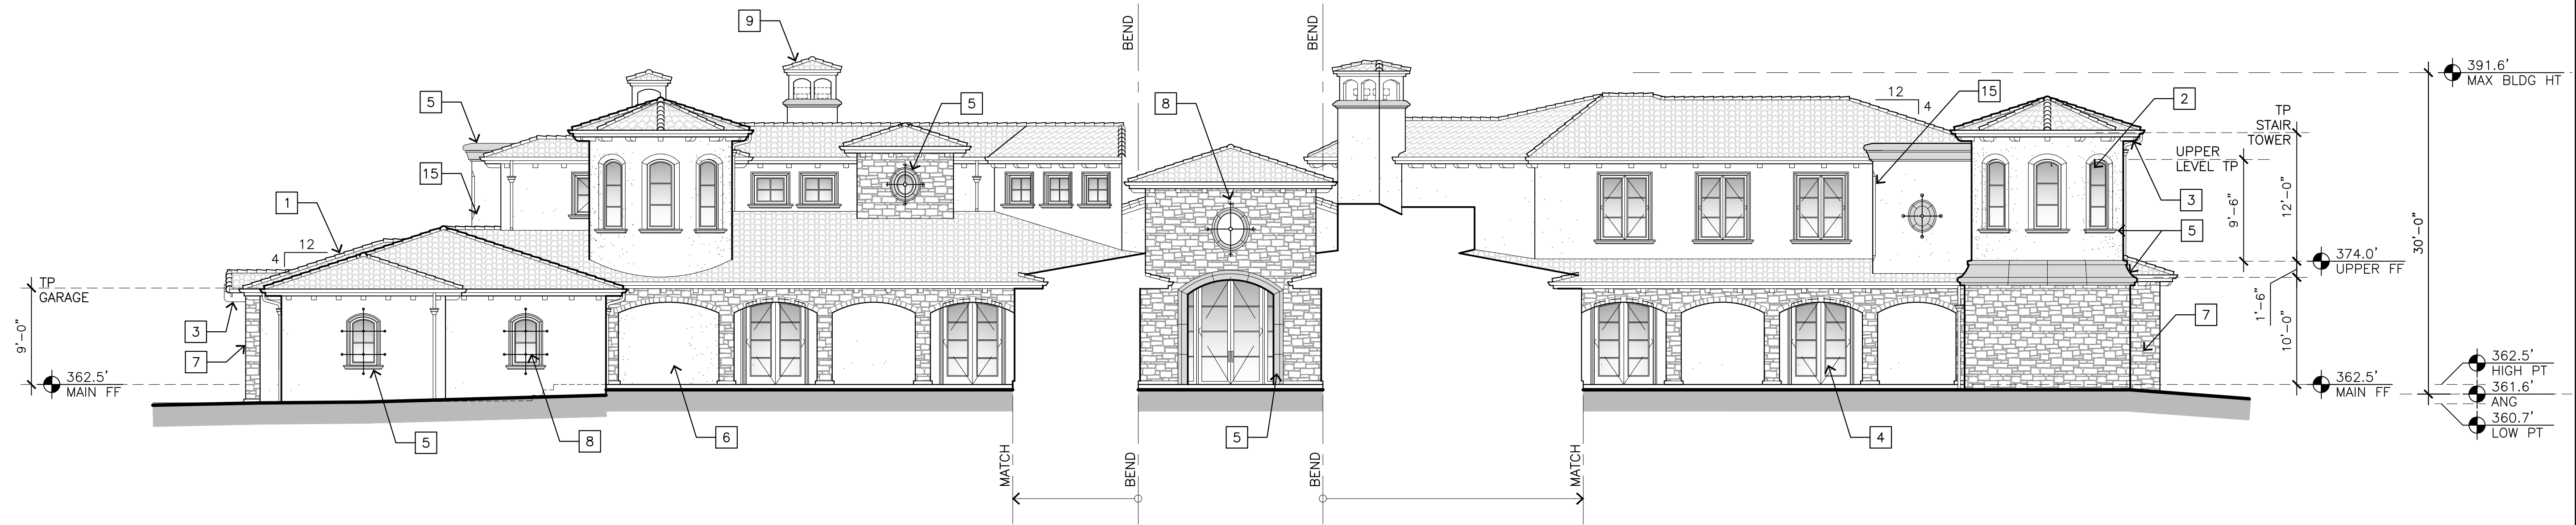 9
BEND
BEND
391.6'
MAX BLDG HT
5
5
8
12
4
15
2
TP
STAIR
TOWER
UPPER
LEVEL TP
15
1
12
4
3
5
9'-6"
12'-0"
30'-0"
374.0'
UPPER FF
TP
GARAGE
9'-0"
3
7
1'-6"
10'-0"
7
362.5'
MAIN FF
362.5'
MAIN FF
362.5'
HIGH PT
361.6'
ANG
360.7'
LOW PT
5
8
6
5
4
MATCH
BEND
BEND
MATCH